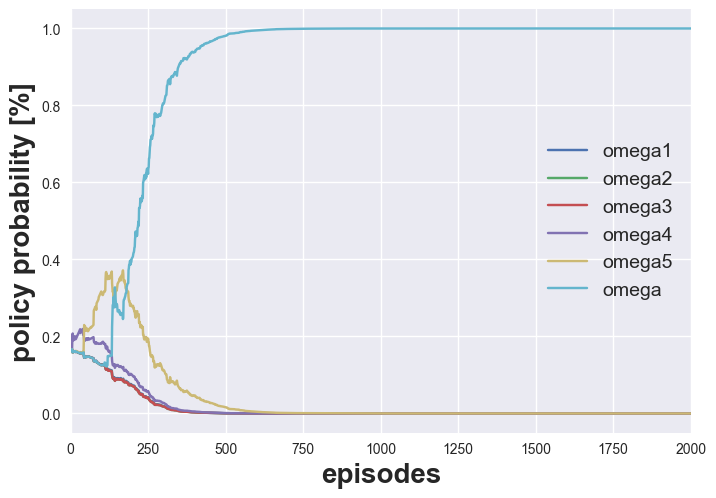 policy probability [%]
1.0
0.8
0.6
0.4
0.2
0.0
omega1
omega2
omega3
omega4
omega5
omega
0 250 500 750 1000 1250 1500 1750 2000
episodes